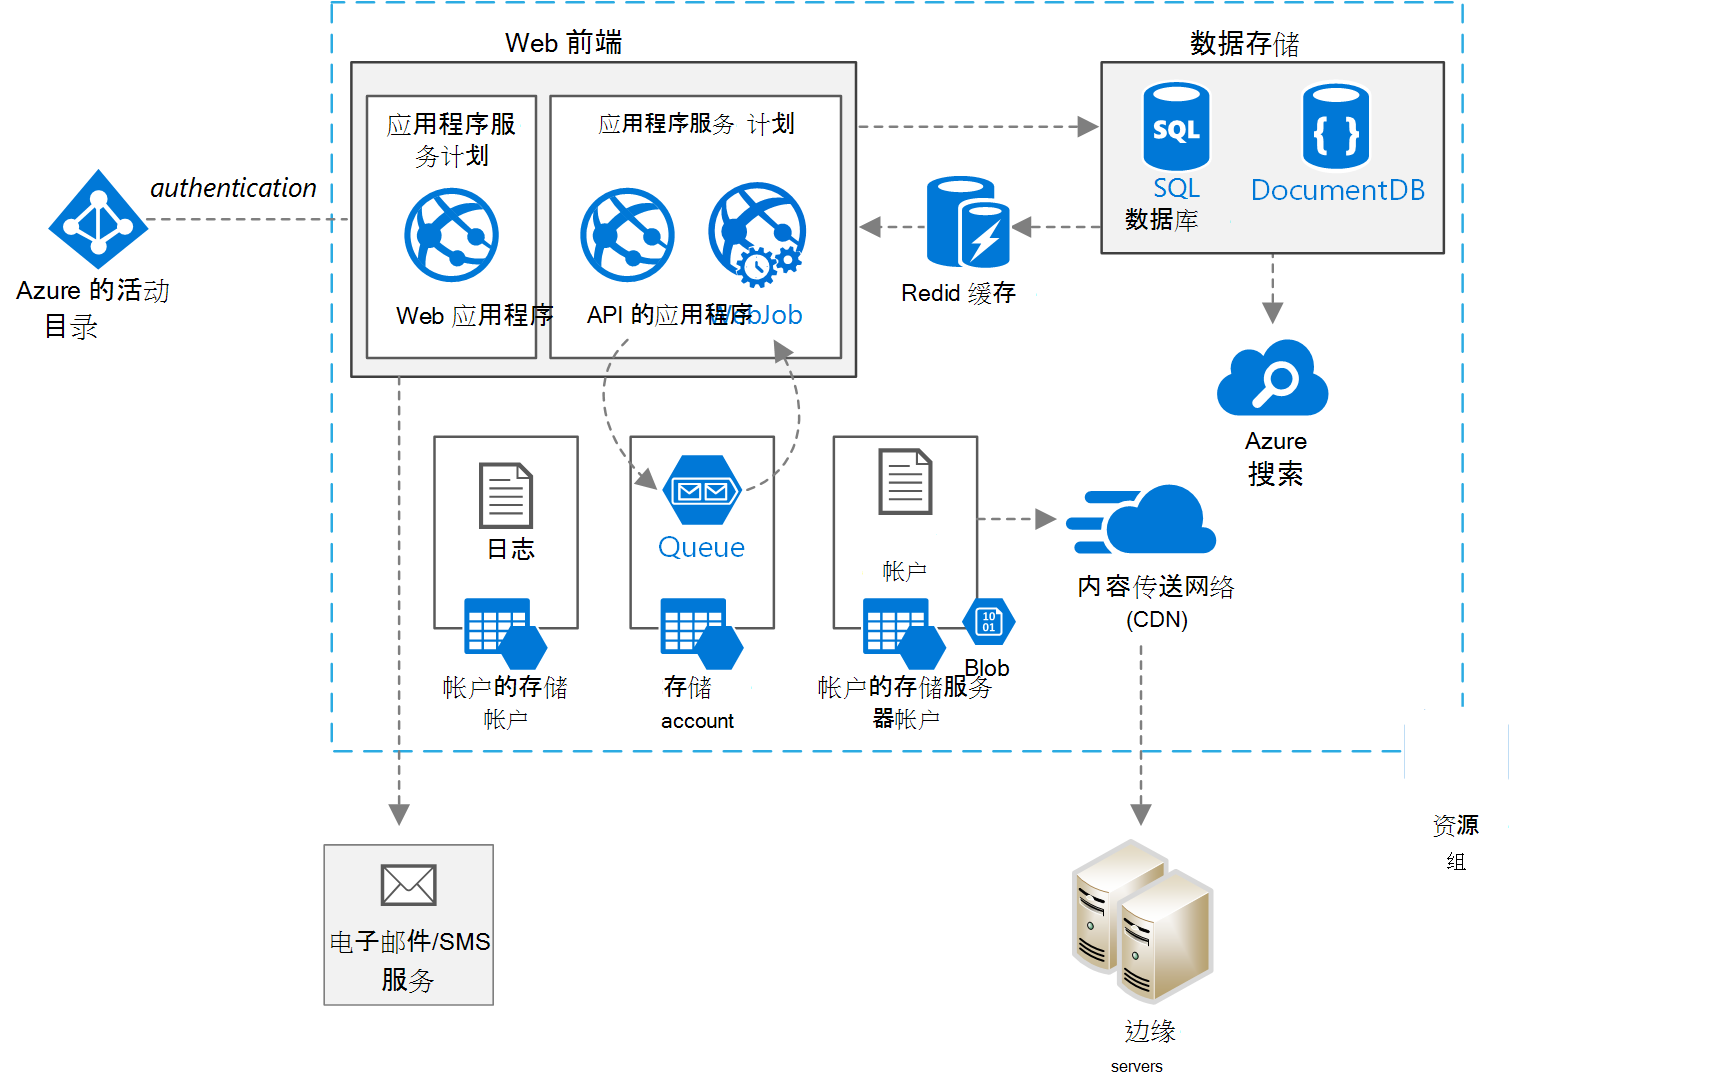 Web 前端
数据存储
应用程序服
务计划
应用程序服务 计划
SQL
{ }
SQL
数据库
DocumentDB
authentication
Azure 的活动
目录
Web 应用程序
API 的应用程序
WebJob
Redid 缓存
Azure
搜索
日志
Queue
帐户
10
01
Blob
内容传送网络
(CDN)
帐户的存储
帐户
存储
account
帐户的存储服务
器帐户
资源
组
电子邮件/SMS
服务
边缘
servers